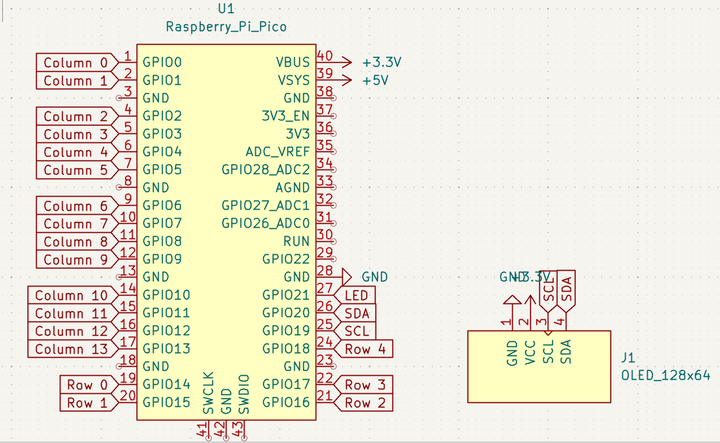 U1
Raspberry_Pi_Pico
Column 0 1 GPIO0 VBUS 40 +3.3V
Column 1 2 GPIO1 VSYS 39 +5V
3 GND GND 38
Column 2 4 GPIO2 3V3_EN 37
Column 3 5 GPIO3 3V3 36
Column 4 6 GPIO4 ADC_VREF 35
Column 5 7 GPIO5 GPIO28_ADC2 34
8 GND AGND 33
Column 6 9 GPIO6 GPIO27_ADC1 32
Column 7 10 GPIO7 GPIO26_ADC0 31
Column 8 11 GPIO8 RUN 30
Column 9 12 GPIO9 GPIO22 29
13 GND GND 28 GND
Column 10 14 GPIO10 GPIO21 27 LED
Column 11 15 GPIO11 GPIO20 26 SDA
Column 12 16 GPIO12 GPIO19 25 SCL
Column 13 17 GPIO13 GPIO18 24 Row 4
18 GND GND 23
Row 0 19 GPIO14 GPIO17 22 Row 3
Row 1 20 GPIO15 GPIO16 21 Row 2
SWCLK GND SWDIO
41 42 43
GND +3.3V SCL SDA
1 2 3 4
GND VCC SCL SDA
J1
OLED_128x64